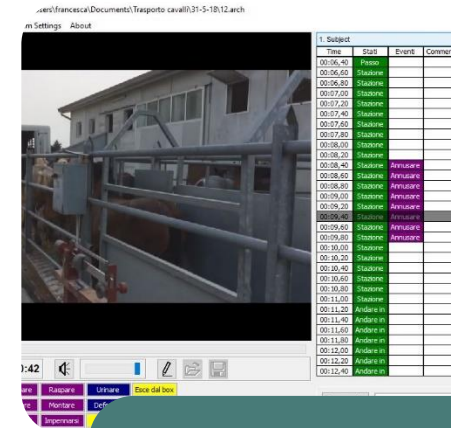 sers\francesca\Documents\Trasporto cavalli\31-5-18\12.arch
m Settings About
1. Subject
Time Stati Eventi Commen
00:06,40 Passo
00:06,60 Stazione
00:06,80 Stazione
00:07,00 Stazione
00:07,20 Stazione
00:07,40 Stazione
00:07,60 Stazione
00:07,80 Stazione
00:08,00 Stazione
00:08,20 Stazione
00:08,40 Stazione Annusare
00:08,60 Stazione Annusare
00:08,80 Stazione Annusare
00:09,00 Stazione Annusare
00:09,20 Stazione Annusare
00:09,40 Stazione Annusare
00:09,60 Stazione Annusare
00:09,80 Stazione Annusare
00:10,00 Stazione
00:10,20 Stazione
00:10,40 Stazione
00:10,60 Stazione
00:10,80 Stazione
00:11,00 Stazione
00:11,20 Andare in
00:11,40 Andare in
00:11,60 Andare in
00:11,80 Andare in
00:12,00 Andare in
00:12,20 Andare in
00:12,40 Andare in
0:42
are Raspare Urinare Esce dal box
re Montare Def
Impennarsi